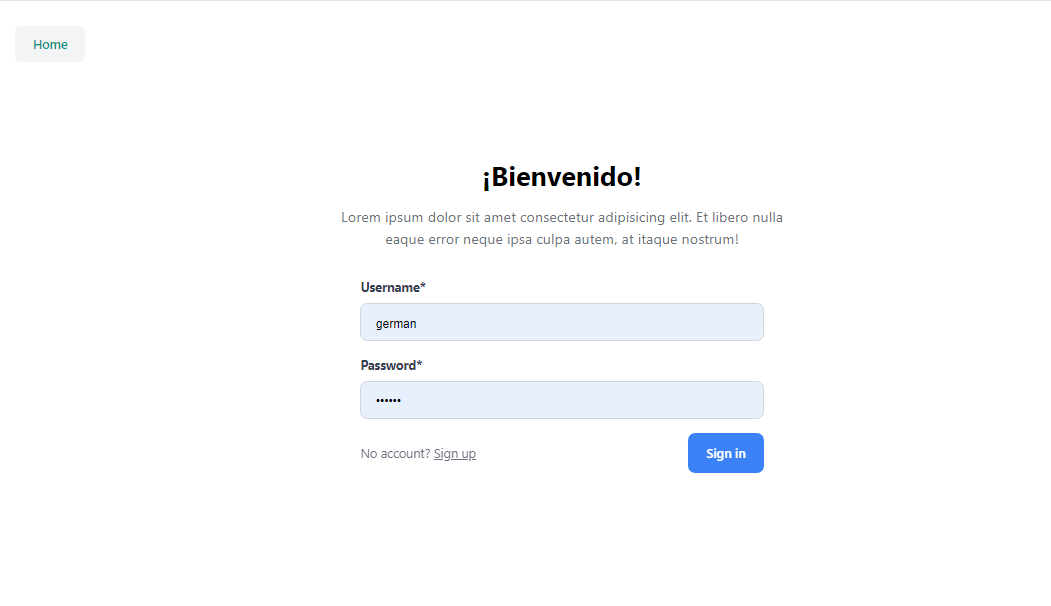 Home
¡Bienvenido!
Lorem ipsum dolor sit amet consectetur adipisicing elit. Et libero nulla
eaque error neque ipsa culpa autem, at itaque nostrum!
Username*
german
Password*
••••••
No account? Sign up
Sign in